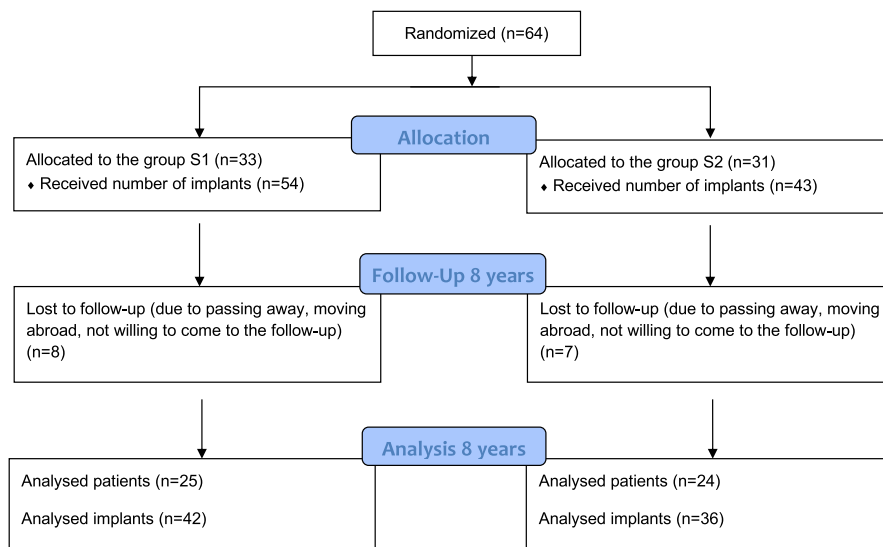 Randomized (n=64)
Allocation
Allocated to the group S1 (n=33)
♦ Received number of implants (n=54)
Allocated to the group S2 (n=31)
♦ Received number of implants (n=43)
Follow-Up 8 years
Lost to follow-up (due to passing away, moving
abroad, not willing to come to the follow-up)
(n=8)
Lost to follow-up (due to passing away, moving
abroad, not willing to come to the follow-up)
(n=7)
Analysis 8 years
Analysed patients (n=25)
Analysed implants (n=42)
Analysed patients (n=24)
Analysed implants (n=36)